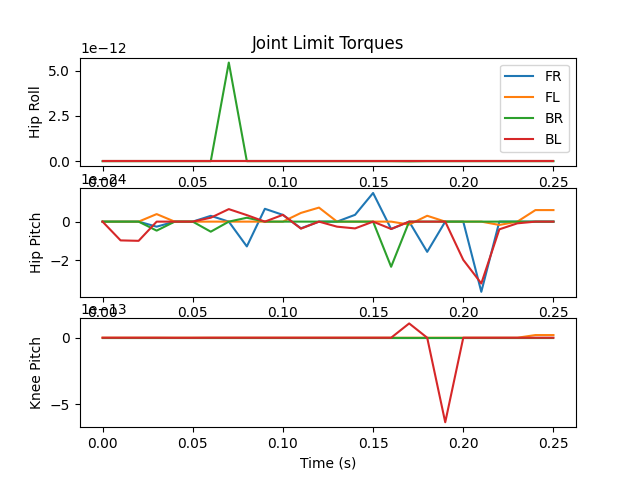 Joint Limit Torques
1e−12
5.0
2.5
0.0
Hip Roll
FR
FL
BR
BL
0.00 0.05 0.10 0.15 0.20 0.25
1e−24
0
−2
Hip Pitch
0.00 0.05 0.10 0.15 0.20 0.25
1e−13
0
−5
Knee Pitch
0.00 0.05 0.10 0.15 0.20 0.25
Time (s)